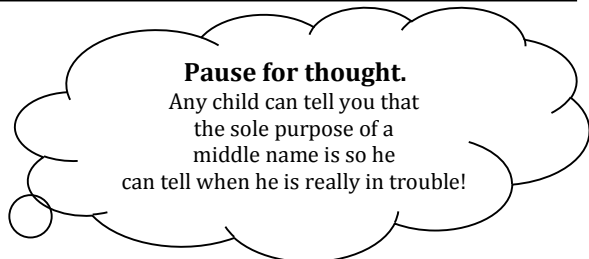 Pause for thought.
Any child can tell you that
the sole purpose of a
middle name is so he
can tell when he is really in trouble!